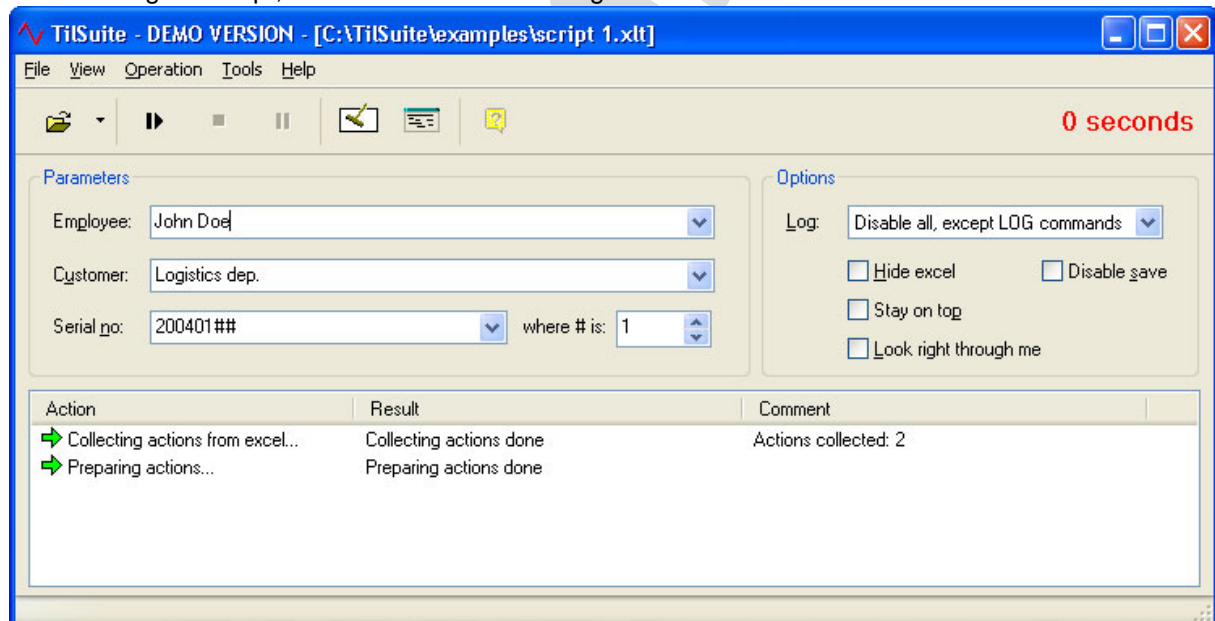 TilSuite - DEMO VERSION - [C:\TilSuite\examples\script 1.xlt]
File View Operation Tools Help
0 seconds
Parameters
Employee: John Doe
Customer: Logistics dep.
Serial no: 200401## where # is: 1
Options
Log: Disable all, except LOG commands
Hide excel Disable save
Stay on top
Look right through me
Action Result Comment
Collecting actions from excel... Collecting actions done Actions collected: 2
Preparing actions... Preparing actions done